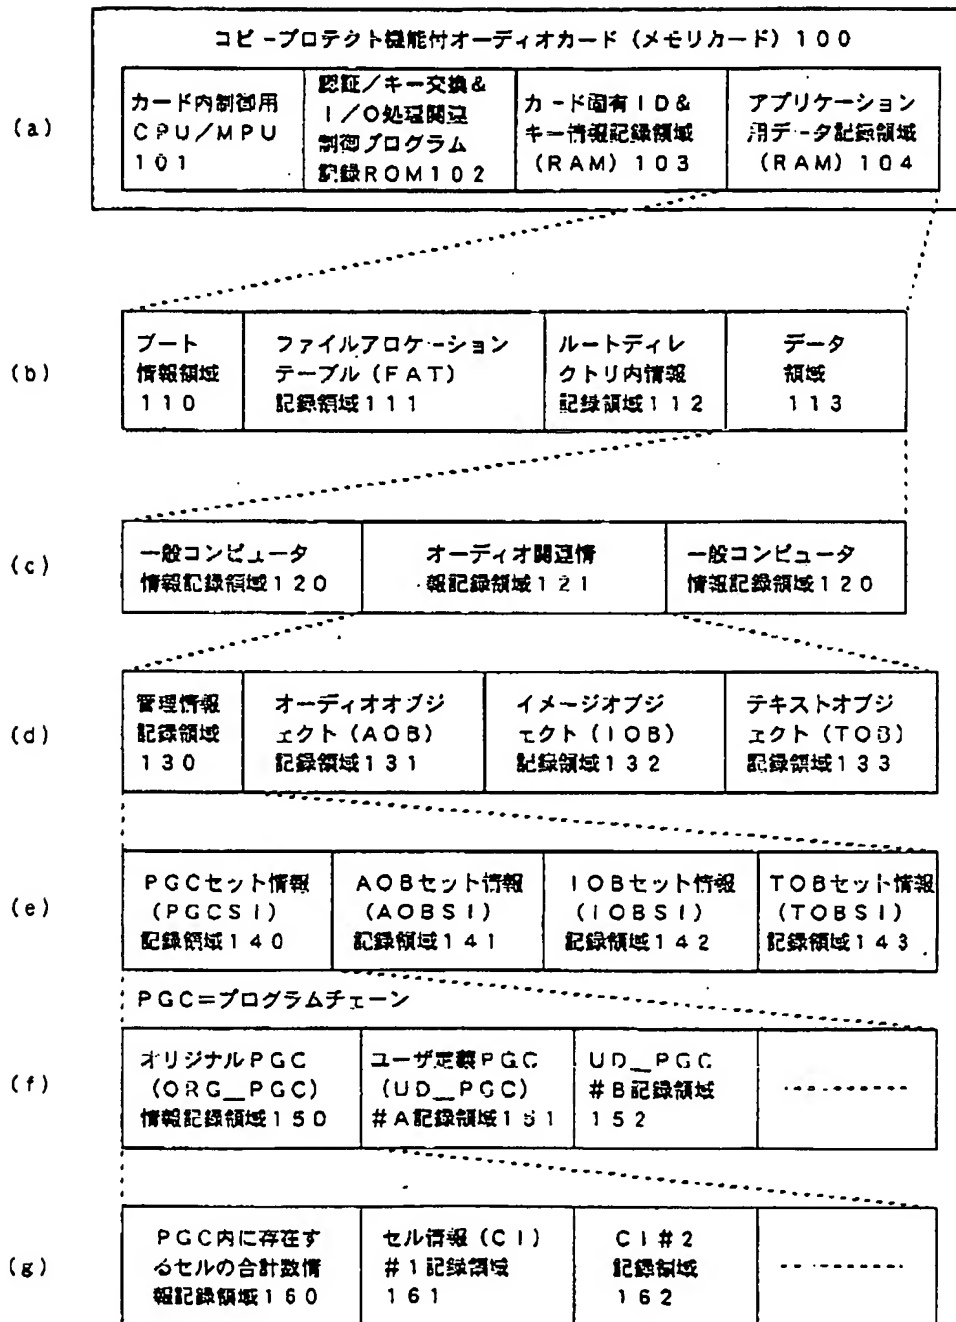 コピープロテクト機能付オーディオカード（メモリカード）１００
(a)
カード内制御用
ＣＰＵ／ＭＰＵ
１０１
認証／キー交換＆
Ｉ／Ｏ処理関連
制御プログラム
記録ROM１０２
カード固有ＩＤ＆
キー情報記録領域
(RAM)１０３
アプリケーション
用データ記録領域
(RAM)１０４
(b)
ブート
情報領域
１１０
ファイルアロケーション
テーブル(FAT)
記録領域１１１
ルートディレ
クトリ内情報
記録領域１１２
データ
領域
１１３
(c)
一般コンピュータ
情報記録領域１２０
オーディオ関連情
報記録領域１２１
一般コンピュータ
情報記録領域１２０
(d)
管理情報
記録領域
１３０
オーディオオブジ
ェクト(AOB)
記録領域１３１
イメージオブジ
ェクト(IOB)
記録領域１３２
テキストオブジ
ェクト(TOB)
記録領域１３３
(e)
PGCセット情報
(PGCSI)
記録領域１４０
AOBセット情報
(AOBSI)
記録領域１４１
IOBセット情報
(IOBSI)
記録領域１４２
TOBセット情報
(TOBSI)
記録領域１４３
PGC＝プログラムチェーン
(f)
オリジナルPGC
(ORG_PGC)
情報記録領域１５０
ユーザ定義PGC
(UD_PGC)
＃A記録領域１５１
UD_PGC
＃B記録領域
１５２
(g)
PGC内に存在す
るセルの合計数情
報記録領域１６０
セル情報(CI)
＃１記録領域
１６１
CI＃２
記録領域
１６２